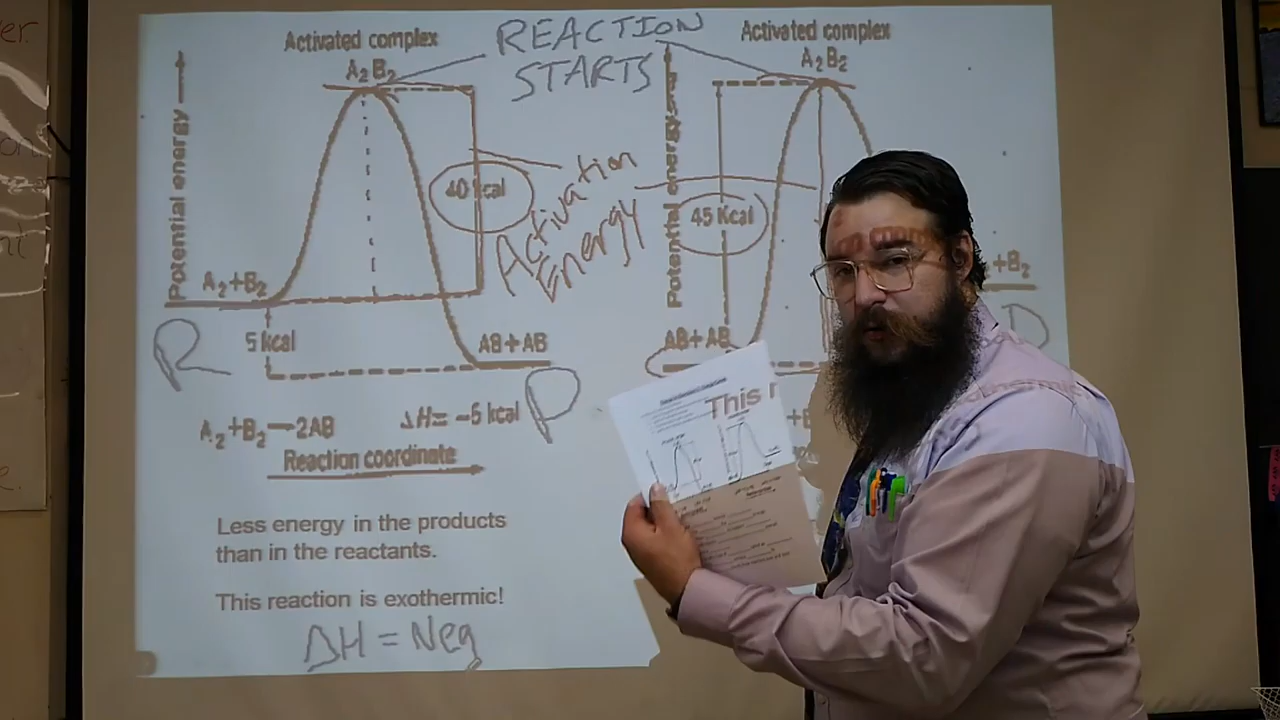 REACTION
STARTS
Activated complex
A₂B₂
Potential energy
40 kcal
Activation
Energy
A₂+B₂
5 kcal
AB+AB
R
P
A₂+B₂→2AB
ΔH= -5 kcal
Reaction coordinate
Less energy in the products
than in the reactants.
This reaction is exothermic!
ΔH = Neg
Activated complex
A₂B₂
Potential energy
45 Kcal
AB+AB
+B₂
This r